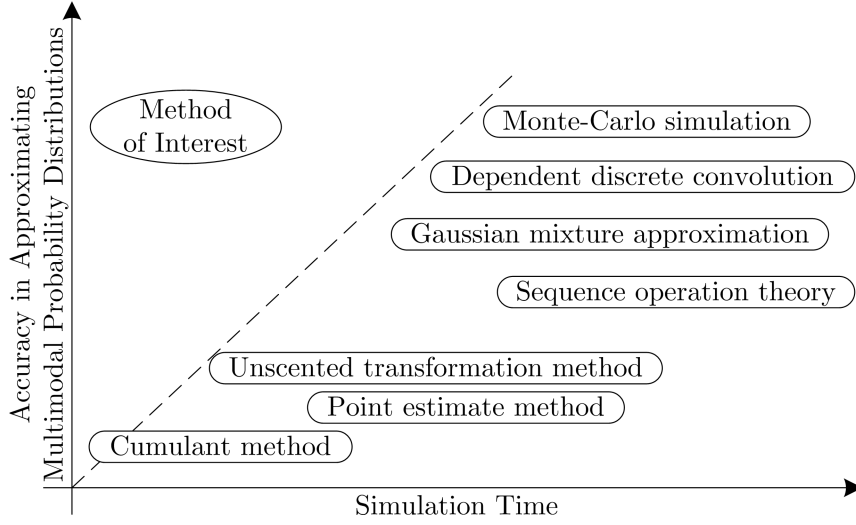 Accuracy in Approximating
Multimodal Probability Distributions
Method
of Interest
Monte-Carlo simulation
Dependent discrete convolution
Gaussian mixture approximation
Sequence operation theory
Unscented transformation method
Point estimate method
Cumulant method
Simulation Time